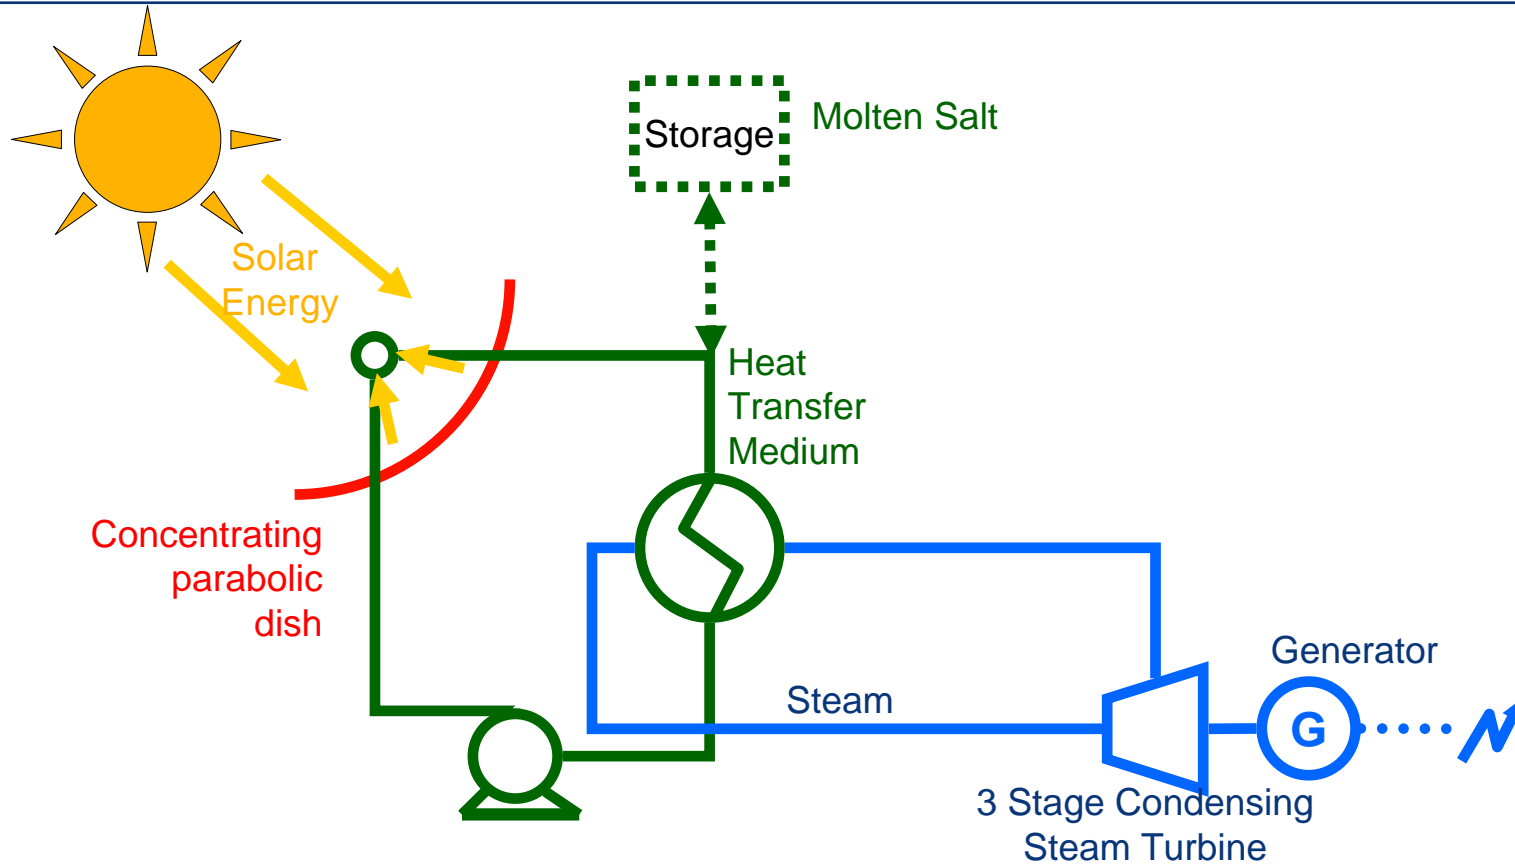 Storage
Molten Salt
Solar
Energy
Heat
Transfer
Medium
Concentrating
parabolic
dish
Generator
Steam
G
3 Stage Condensing
Steam Turbine